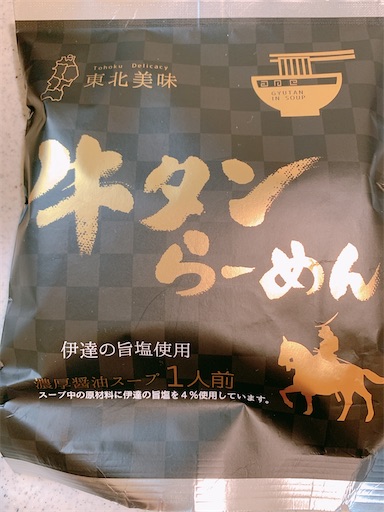 Tohoku Delicacy
東北美味
GYUTAN
IN SOUP
牛タン
らーめん
伊達の旨塩使用
濃厚醤油スープ 1人前
スープ中の原材料に伊達の旨塩を4%使用しています。